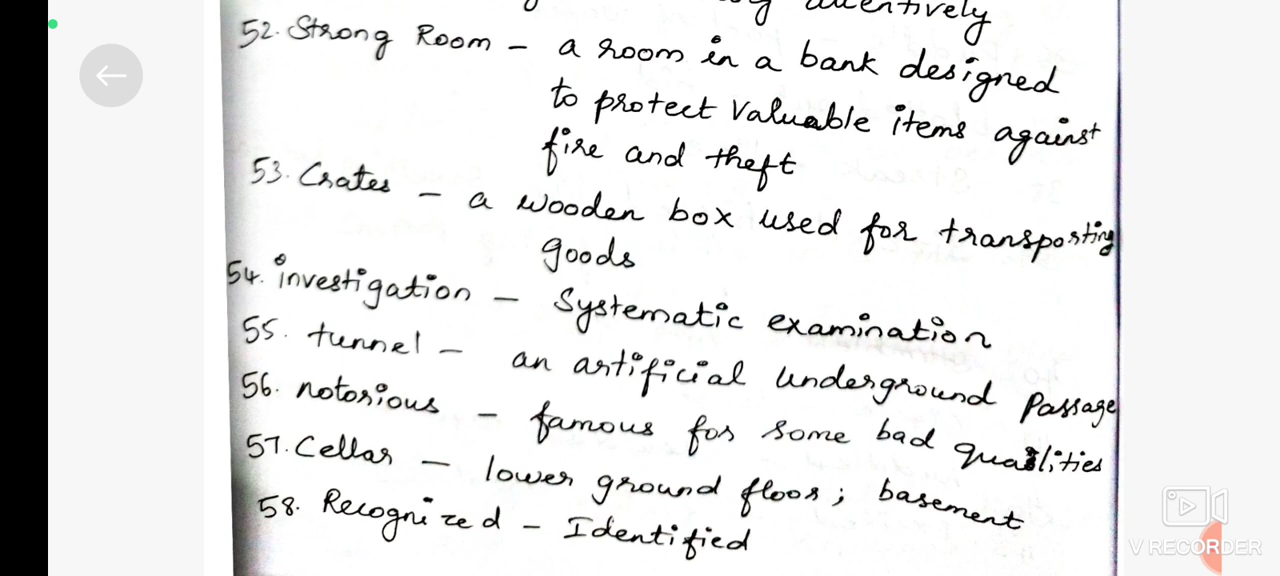 attentively
52. Strong Room - a room in a bank designed
to protect Valuable items against
fire and theft
53. Crates - a wooden box used for transporting
goods
54. investigation - Systematic examination
55. tunnel - an artificial underground Passage
56. notorious - famous for some bad qualities
57. Cellar - lower ground floor; basement
58. Recognized - Identified
V RECORDER